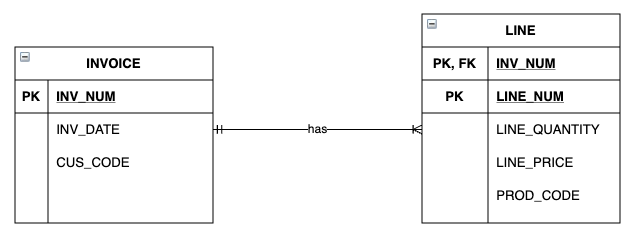 INVOICE
PK INV_NUM
INV_DATE
CUS_CODE
has
LINE
PK, FK INV_NUM
PK LINE_NUM
LINE_QUANTITY
LINE_PRICE
PROD_CODE